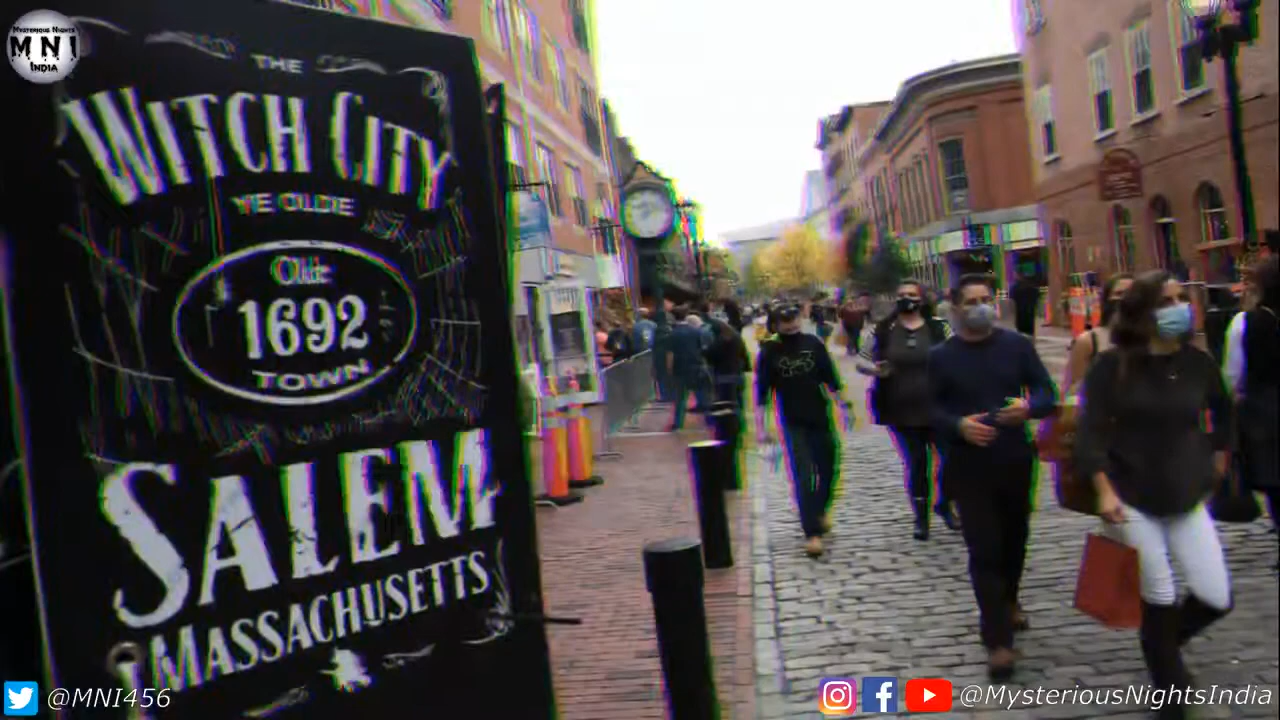 Mysterious Nights
MNI
India
THE
WITCH CITY
YE OLDE
Olde
1692
TOWN
SALEM
MASSACHUSETTS
@MNI456
@MysteriousNightsIndia